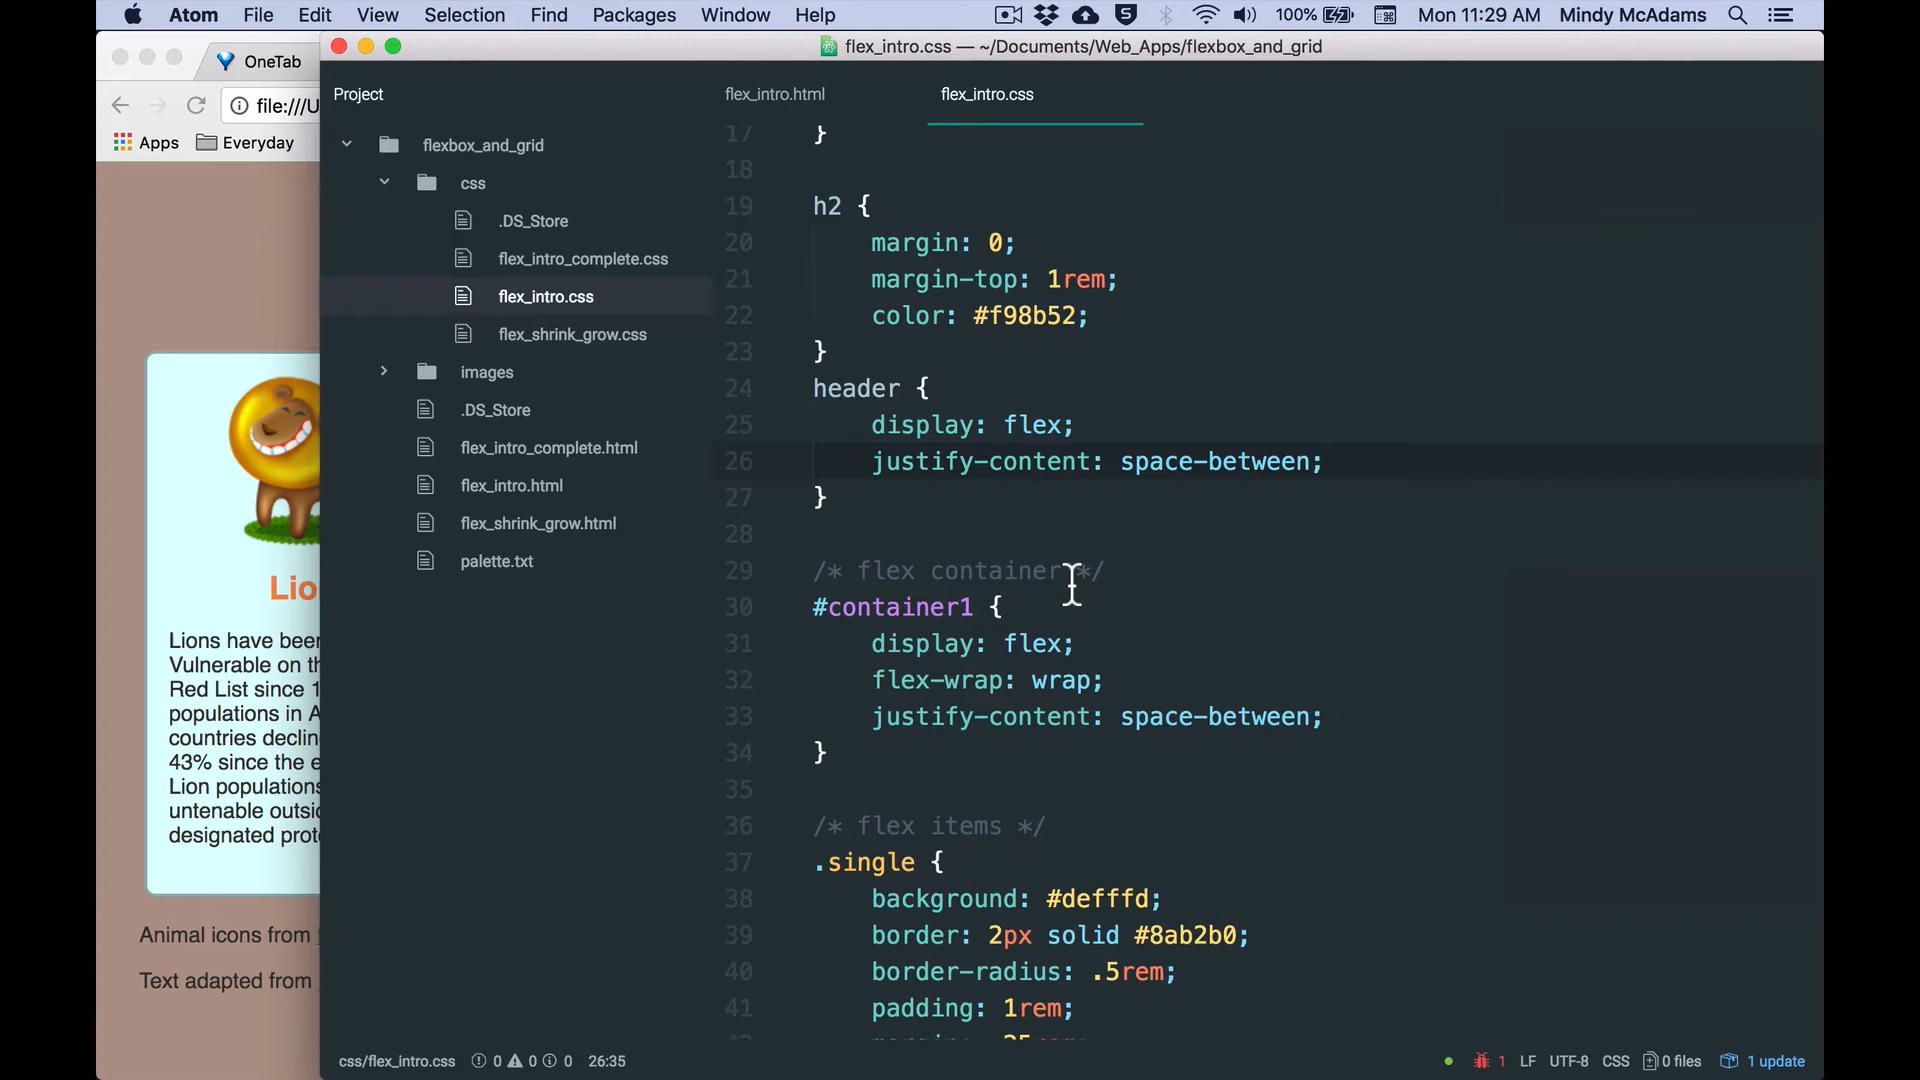 Atom File Edit View Selection Find Packages Window Help 100% Mon 11:29 AM Mindy McAdams
flex_intro.css — ~/Documents/Web_Apps/flexbox_and_grid
OneTab
file:///U
Apps Everyday
Project
flexbox_and_grid
css
.DS_Store
flex_intro_complete.css
flex_intro.css
flex_shrink_grow.css
images
.DS_Store
flex_intro_complete.html
flex_intro.html
flex_shrink_grow.html
palette.txt
flex_intro.html flex_intro.css
17 }
18
19 h2 {
20 margin: 0;
21 margin-top: 1rem;
22 color: #f98b52;
23 }
24 header {
25 display: flex;
26 justify-content: space-between;
27 }
28
29 /* flex container */
30 #container1 {
31 display: flex;
32 flex-wrap: wrap;
33 justify-content: space-between;
34 }
35
36 /* flex items */
37 .single {
38 background: #defffd;
39 border: 2px solid #8ab2b0;
40 border-radius: .5rem;
41 padding: 1rem;
Lio
Lions have been
Vulnerable on th
Red List since 1
populations in A
countries declin
43% since the e
Lion populations
untenable outsid
designated prote
Animal icons from
Text adapted from
css/flex_intro.css 0 0 0 26:35 1 LF UTF-8 CSS 0 files 1 update